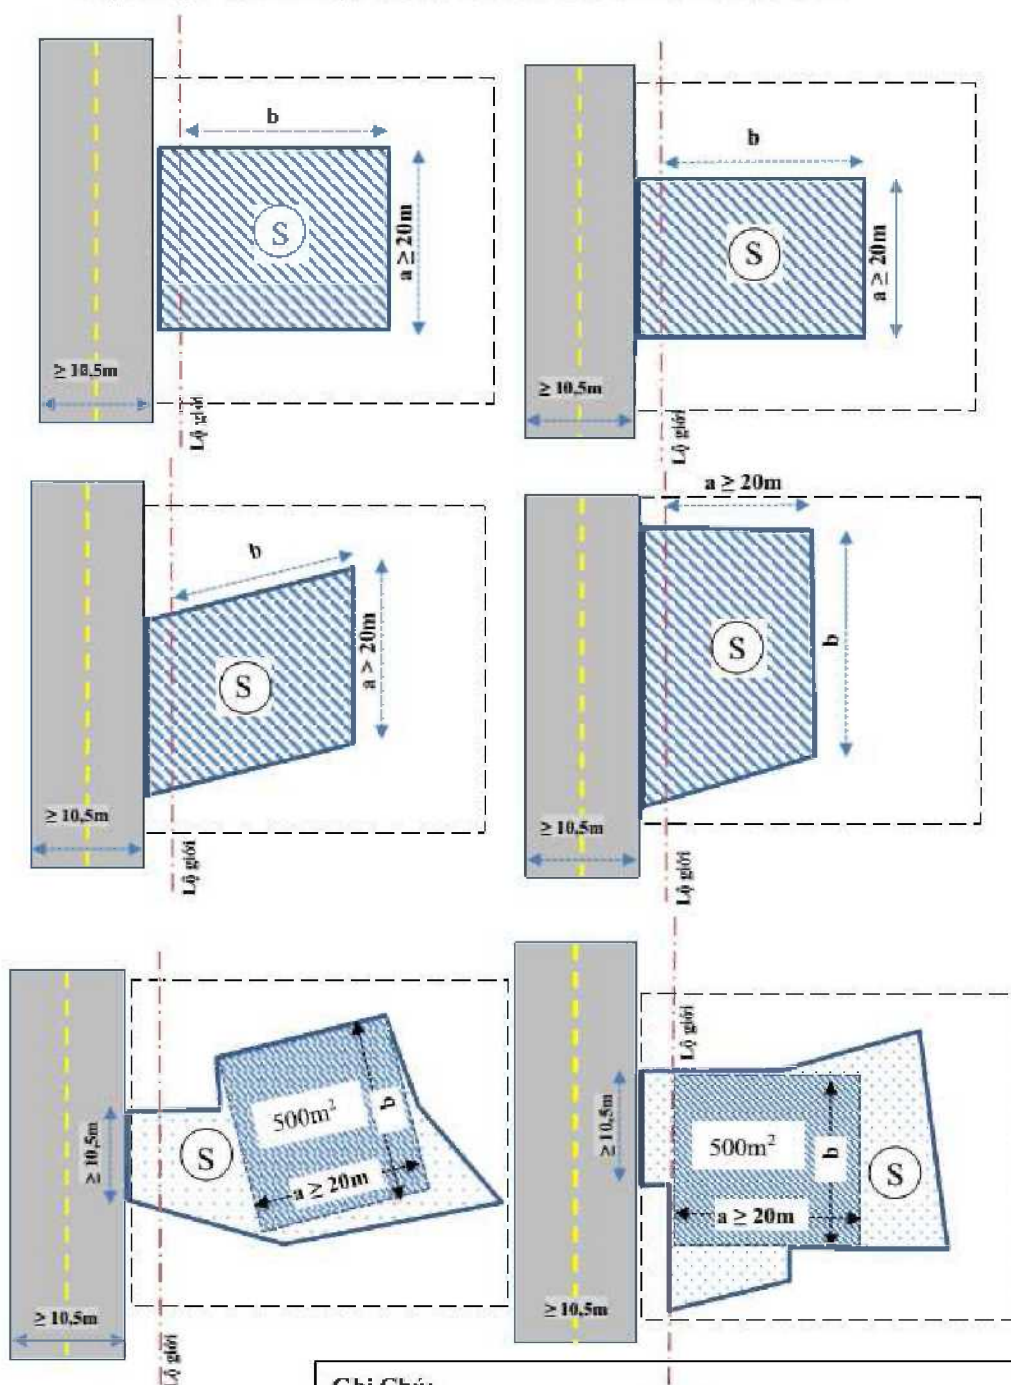 b
S
a ≥ 20m
≥ 10,5m
Lộ giới
b
S
a ≥ 20m
≥ 10,5m
Lộ giới
b
S
a ≥ 20m
≥ 10,5m
Lộ giới
a ≥ 20m
S
b
≥ 10,5m
Lộ giới
500m²
b
S
≥ 10,5m
a ≥ 20m
≥ 10,5m
Lộ giới
Lộ giới
≥ 10,5m
500m²
b
S
a ≥ 20m
≥ 10,5m
Ghi Chú: